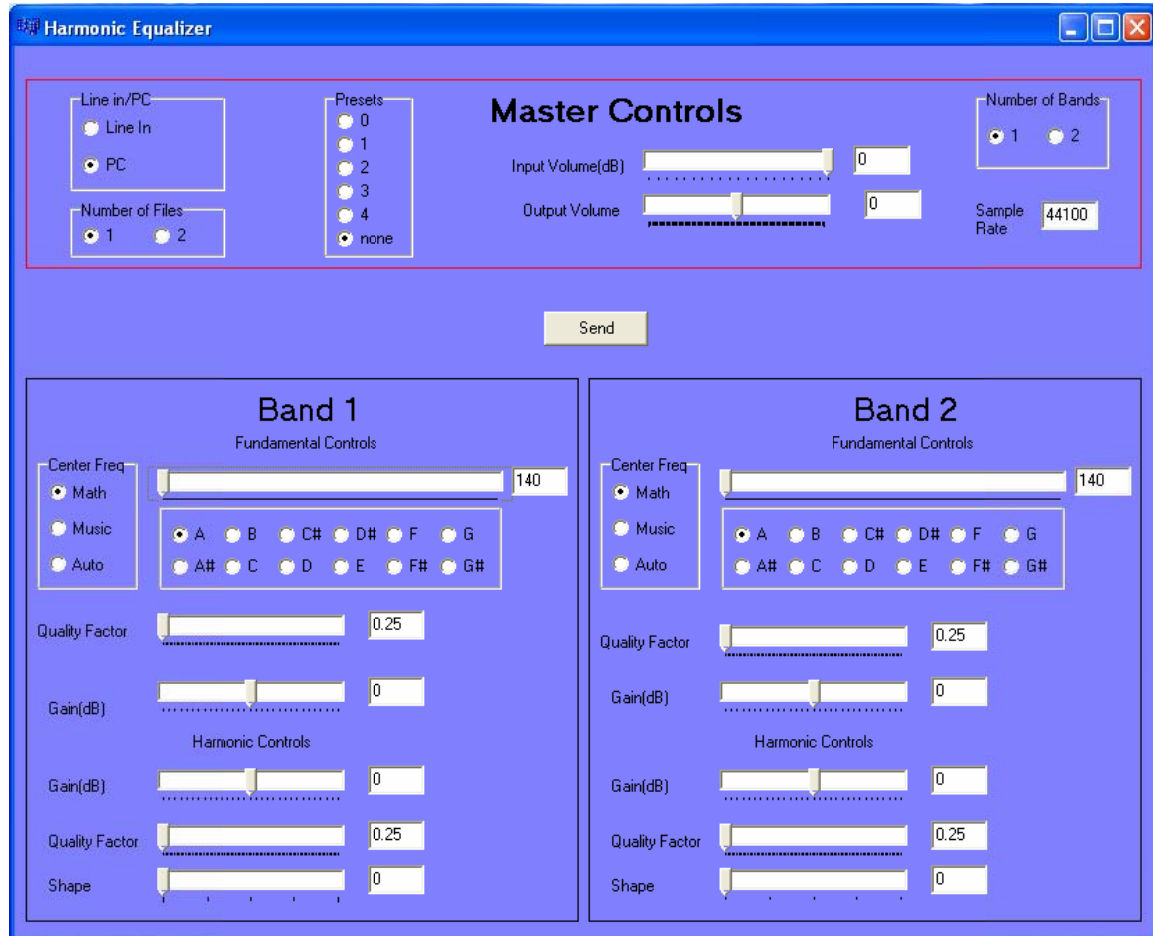 Harmonic Equalizer
Line in/PC
Line In
PC
Number of Files
1 2
Presets
0
1
2
3
4
none
Master Controls
Input Volume(dB) 0
Output Volume 0
Number of Bands
1 2
Sample Rate 44100
Send
Band 1
Fundamental Controls
Center Freq
Math
Music
Auto
140
A B C# D# F G
A# C D E F# G#
Quality Factor 0.25
Gain(dB) 0
Harmonic Controls
Gain(dB) 0
Quality Factor 0.25
Shape 0
Band 2
Fundamental Controls
Center Freq
Math
Music
Auto
140
A B C# D# F G
A# C D E F# G#
Quality Factor 0.25
Gain(dB) 0
Harmonic Controls
Gain(dB) 0
Quality Factor 0.25
Shape 0